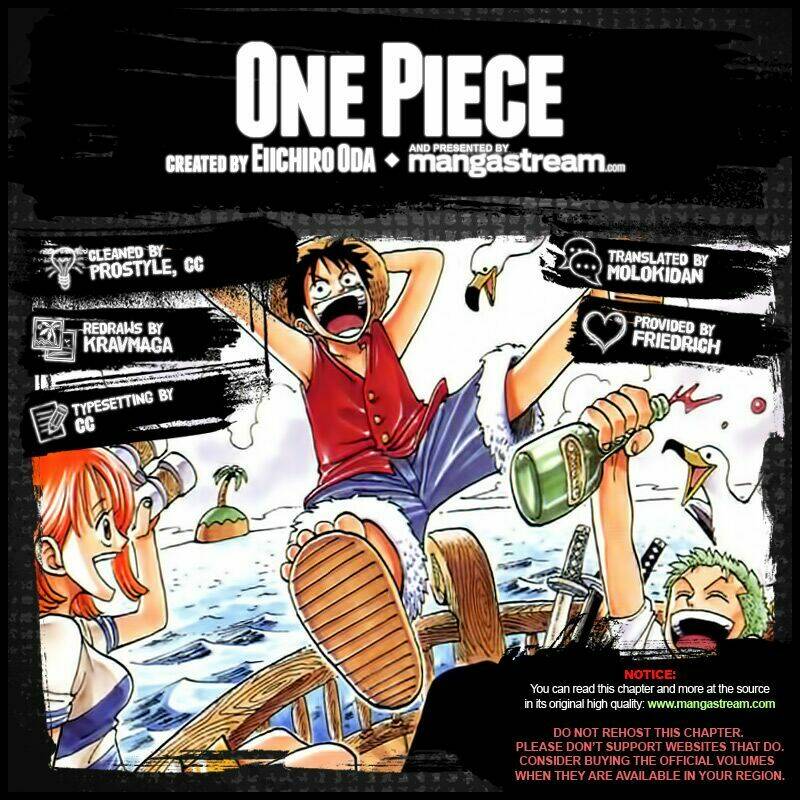 ONE PIECE
CREATED BY EIICHIRO ODA ◆ AND PRESENTED BY mangastream.com
CLEANED BY
PROSTYLE, CC
REDRAWS BY
KRAVMAGA
TYPESETTING BY
CC
TRANSLATED BY
MOLOKIDAN
PROVIDED BY
FRIEDRICH
NOTICE:
You can read this chapter and more at the source
in its original high quality: www.mangastream.com
DO NOT REHOST THIS CHAPTER.
PLEASE DON'T SUPPORT WEBSITES THAT DO.
CONSIDER BUYING THE OFFICIAL VOLUMES
WHEN THEY ARE AVAILABLE IN YOUR REGION.